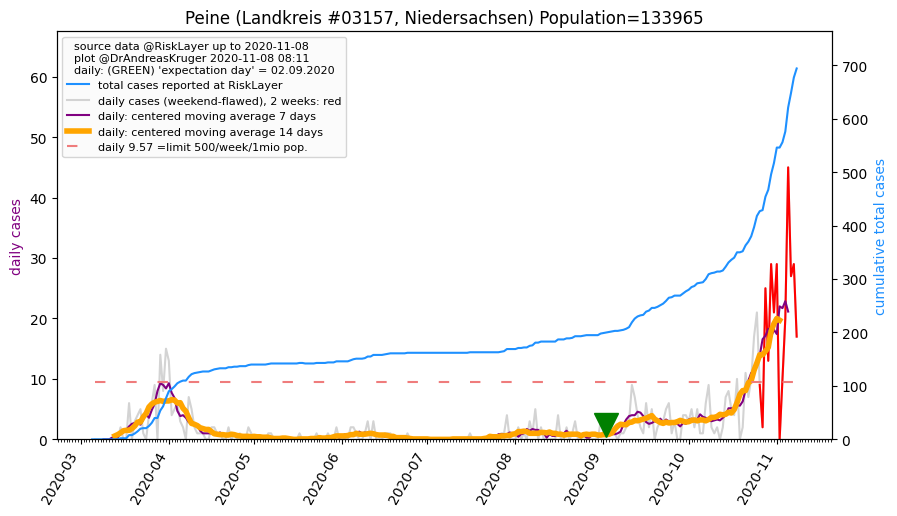 Peine (Landkreis #03157, Niedersachsen) Population=133965
source data @RiskLayer up to 2020-11-08
plot @DrAndreasKruger 2020-11-08 08:11
daily: (GREEN) 'expectation day' = 02.09.2020
total cases reported at RiskLayer
daily cases (weekend-flawed), 2 weeks: red
daily: centered moving average 7 days
daily: centered moving average 14 days
daily 9.57 =limit 500/week/1mio pop.
daily cases
60
50
40
30
20
10
0
cumulative total cases
700
600
500
400
300
200
100
0
2020-03
2020-04
2020-05
2020-06
2020-07
2020-08
2020-09
2020-10
2020-11